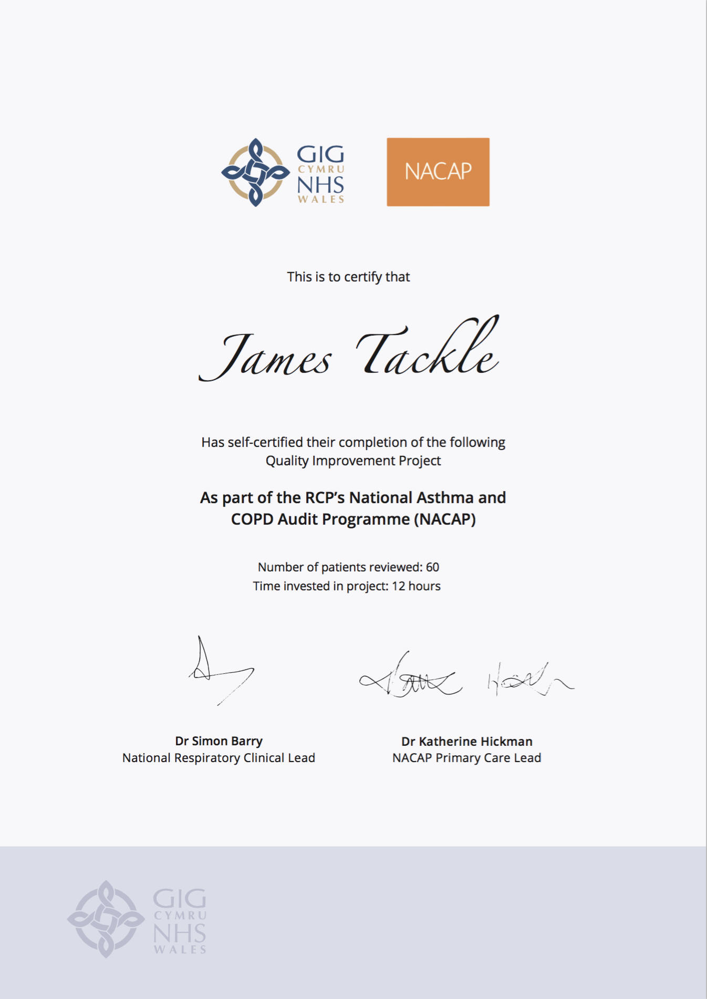 GIG
CYMRU
NHS
WALES
NACAP
This is to certify that
James Tackle
Has self-certified their completion of the following
Quality Improvement Project
As part of the RCP’s National Asthma and
COPD Audit Programme (NACAP)
Number of patients reviewed: 60
Time invested in project: 12 hours
Dr Simon Barry
National Respiratory Clinical Lead
Dr Katherine Hickman
NACAP Primary Care Lead
GIG
CYMRU
NHS
WALES